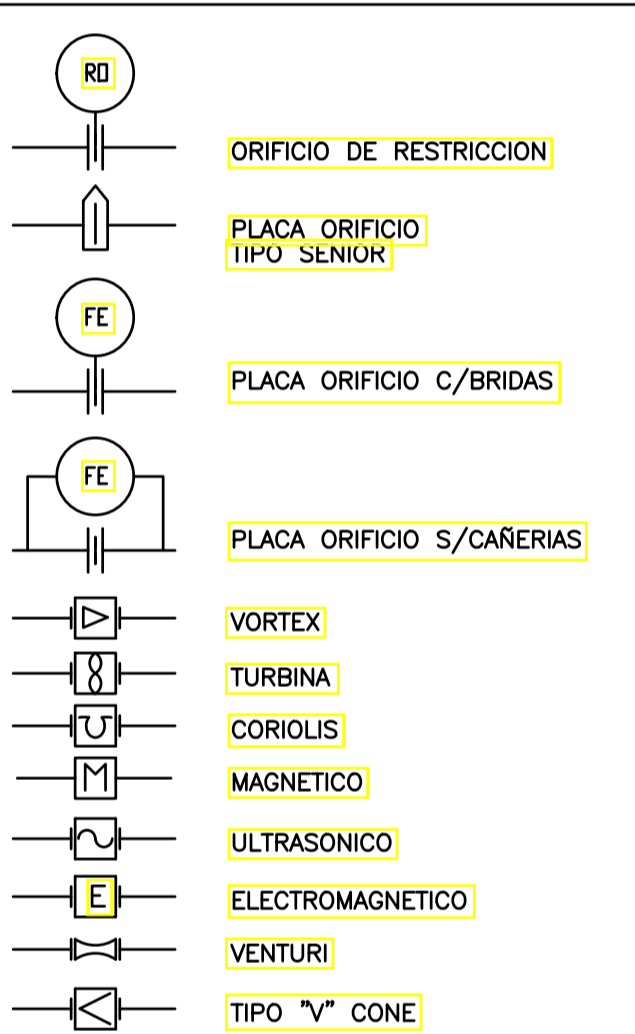 RO
ORIFICIO DE RESTRICCION
PLACA ORIFICIO
TIPO SENIOR
FE
PLACA ORIFICIO C/BRIDAS
FE
PLACA ORIFICIO S/CAÑERIAS
VORTEX
TURBINA
CORIOLIS
M
MAGNETICO
ULTRASONICO
E
ELECTROMAGNETICO
VENTURI
TIPO "V" CONE